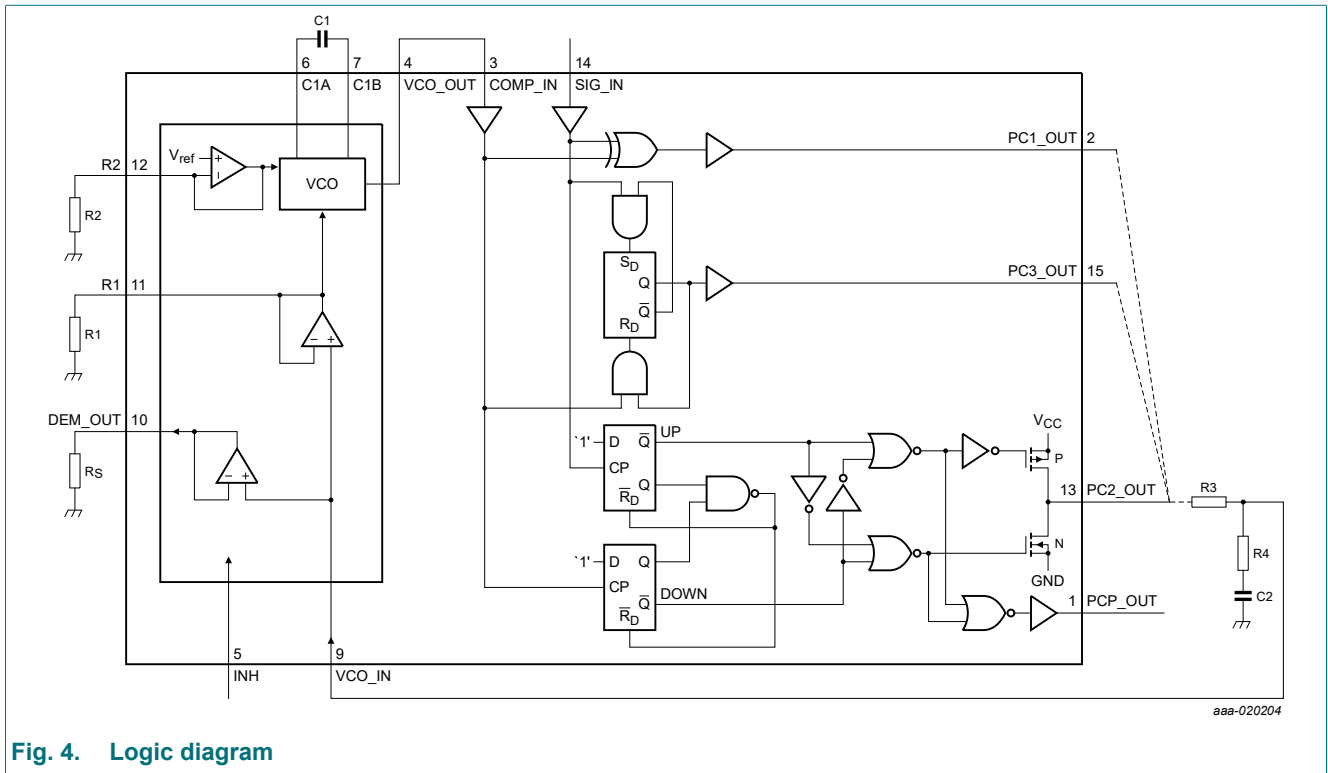 C1
6 7 4 3 14
C1A C1B VCO_OUT COMP_IN SIG_IN
R2 12
Vref
+
−
VCO
R2
PC1_OUT 2
R1 11
R1
− +
SD
Q
Q
RD
PC3_OUT 15
DEM_OUT 10
RS
− +
'1' D Q UP
CP
Q
RD
'1' D Q
CP
Q DOWN
RD
VCC
P
13 PC2_OUT
R3
N
GND
R4
C2
1 PCP_OUT
5
INH
9
VCO_IN
aaa-020204
Fig. 4. Logic diagram